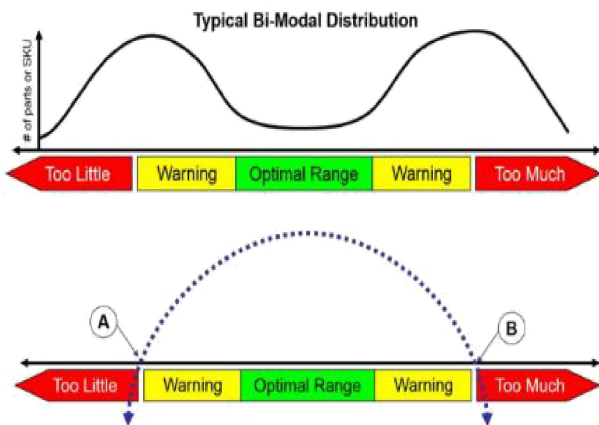 Typical Bi-Modal Distribution
# of parts or SKU
Too Little Warning Optimal Range Warning Too Much
A B
Too Little Warning Optimal Range Warning Too Much